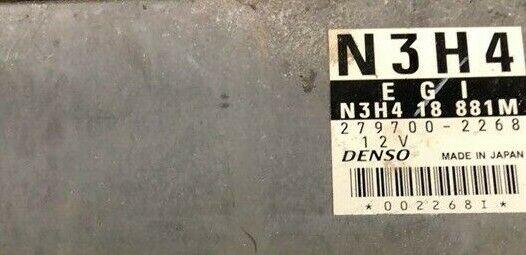 N3H4
EGI
N3H4 18 881M
279700-2268
12V
DENSO MADE IN JAPAN
*002268I*